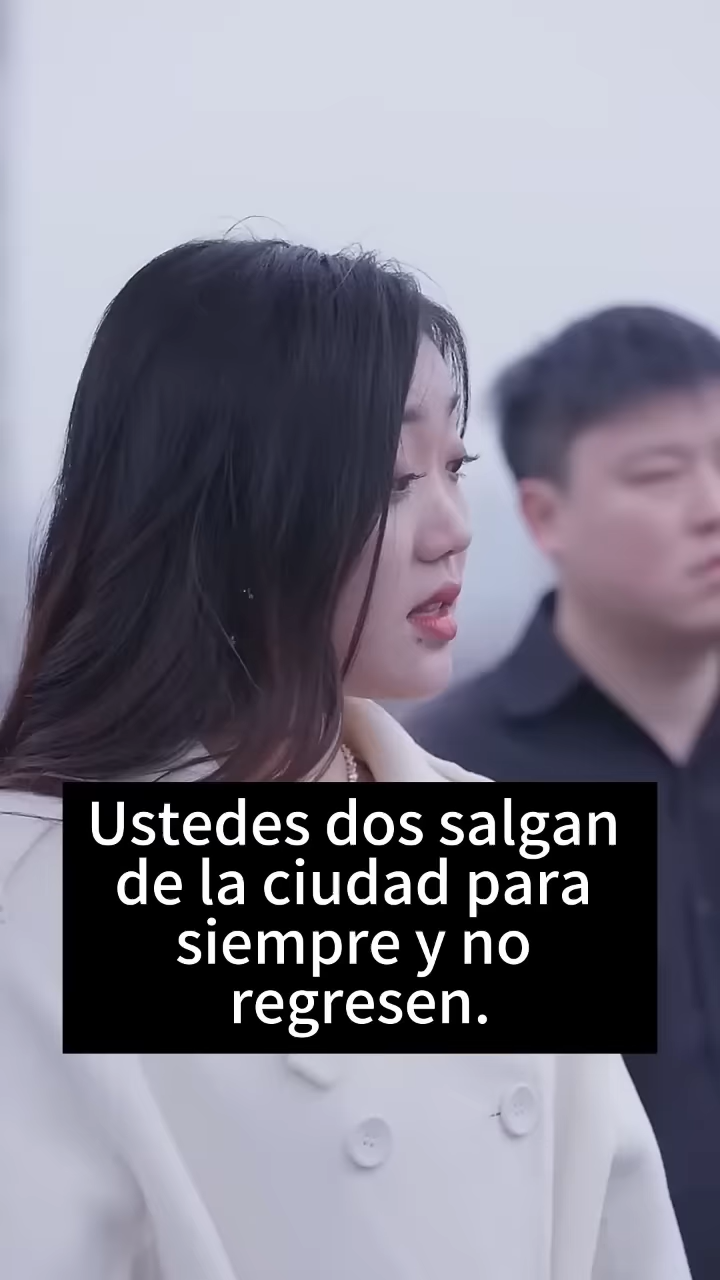 Ustedes dos salgan
de la ciudad para
siempre y no
regresen.